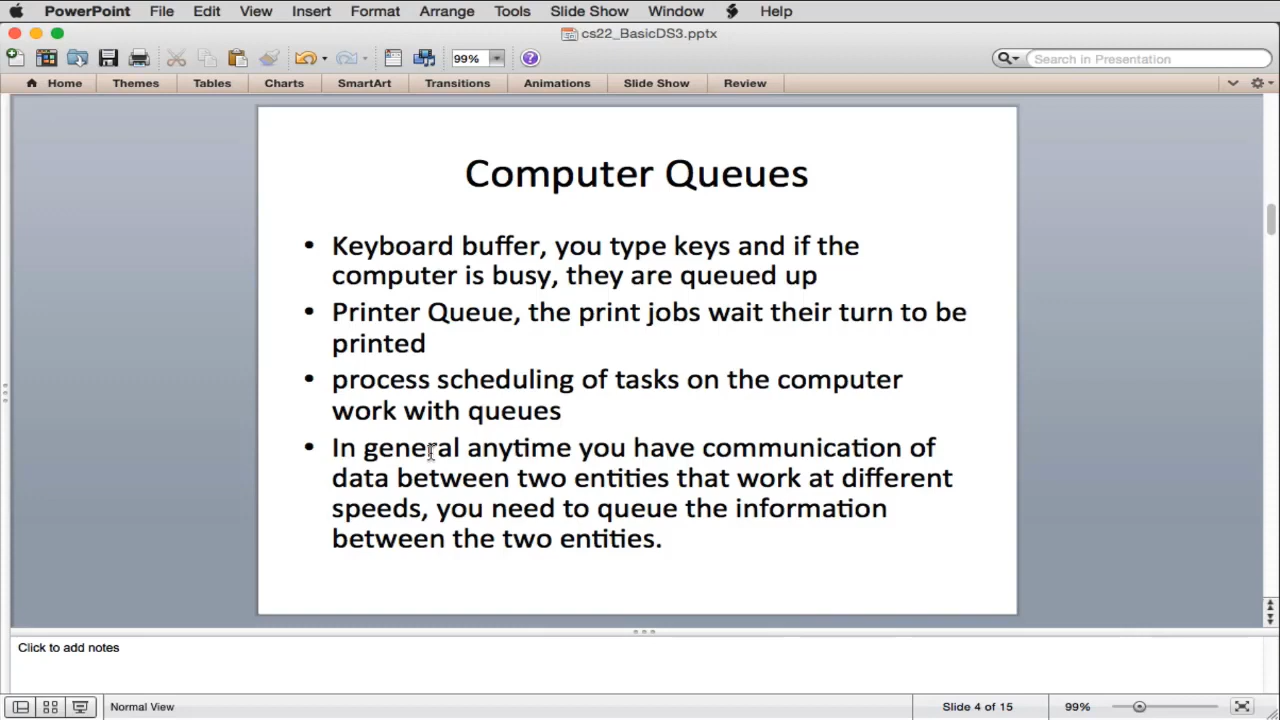 PowerPoint File Edit View Insert Format Arrange Tools Slide Show Window Help
cs22_BasicDS3.pptx
99% Search in Presentation
Home Themes Tables Charts SmartArt Transitions Animations Slide Show Review
Computer Queues
• Keyboard buffer, you type keys and if the
computer is busy, they are queued up
• Printer Queue, the print jobs wait their turn to be
printed
• process scheduling of tasks on the computer
work with queues
• In general anytime you have communication of
data between two entities that work at different
speeds, you need to queue the information
between the two entities.
Click to add notes
Normal View Slide 4 of 15 99%